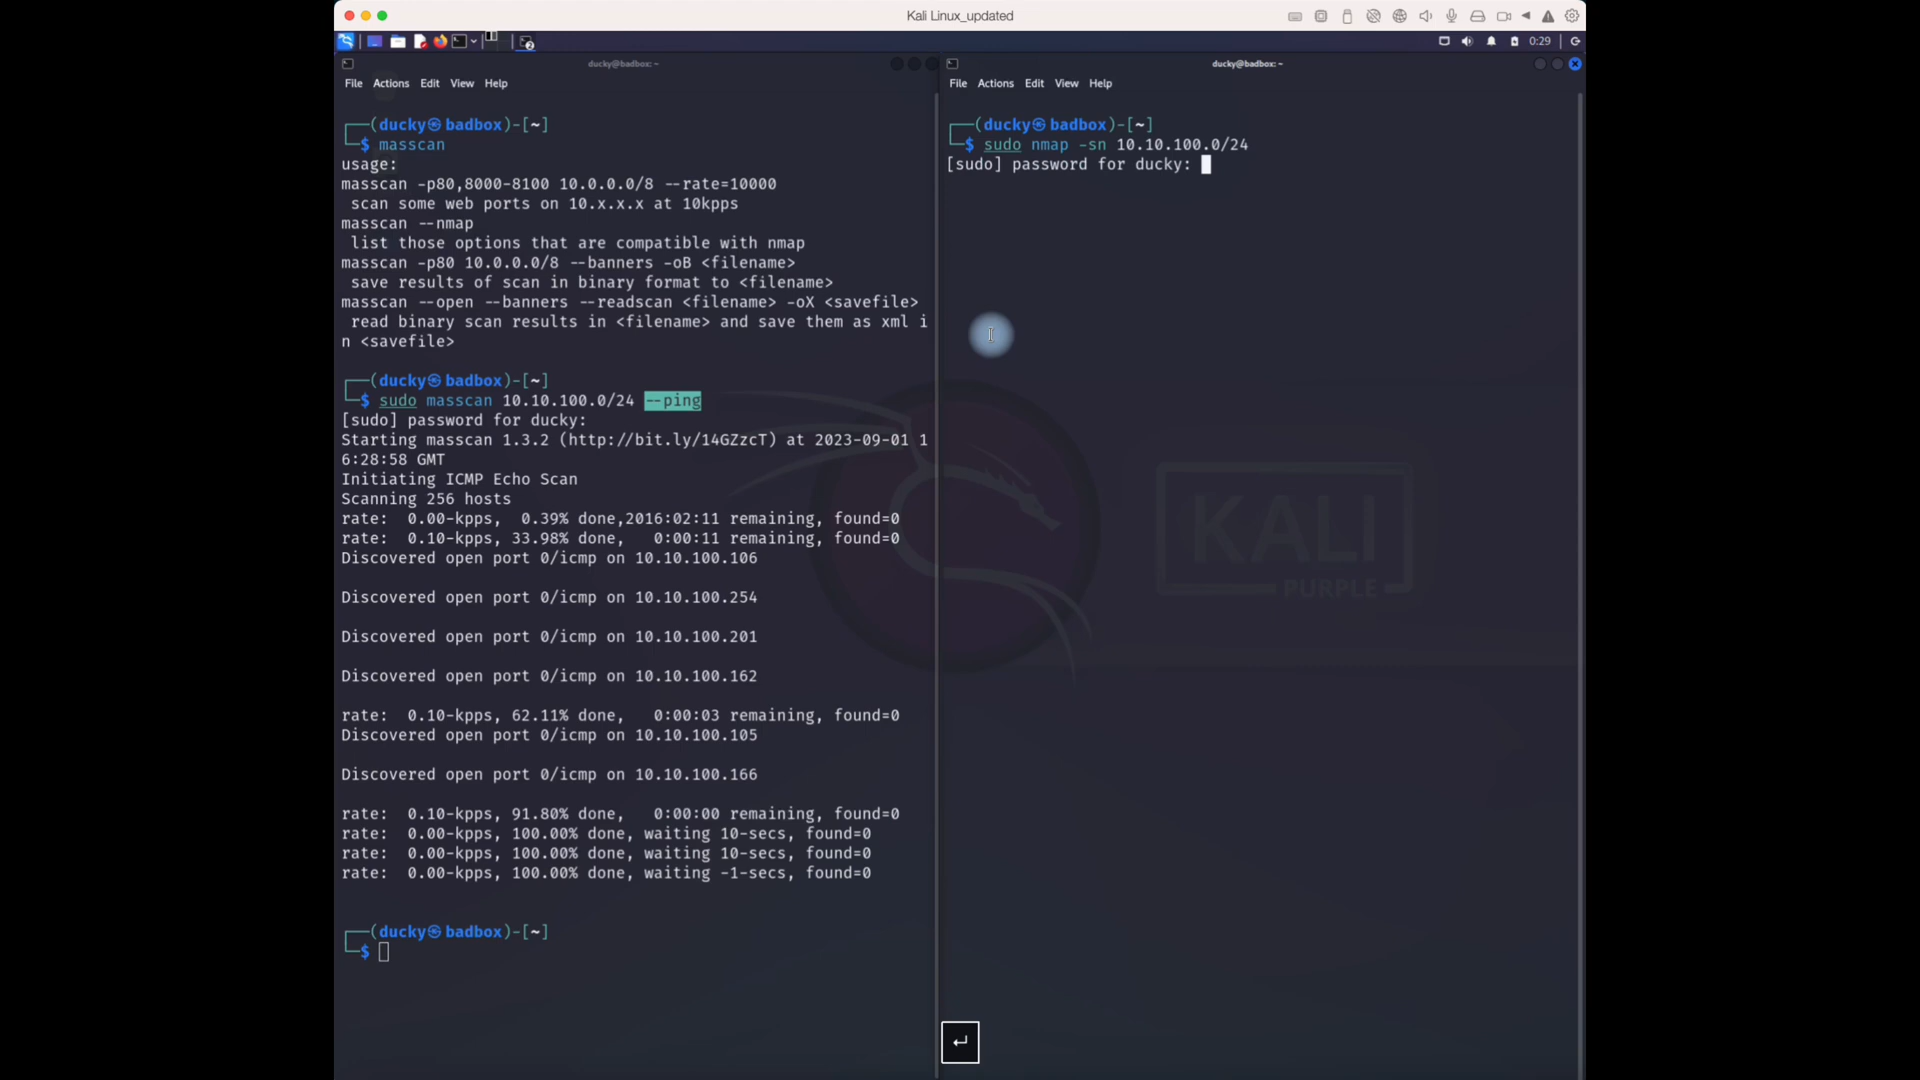 Kali Linux_updated
0:29
ducky@badbox: ~
File Actions Edit View Help
┌──(ducky㉿badbox)-[~]
└─$ masscan
usage:
masscan -p80,8000-8100 10.0.0.0/8 --rate=10000
scan some web ports on 10.x.x.x at 10kpps
masscan --nmap
list those options that are compatible with nmap
masscan -p80 10.0.0.0/8 --banners -oB <filename>
save results of scan in binary format to <filename>
masscan --open --banners --readscan <filename> -oX <savefile>
read binary scan results in <filename> and save them as xml i
n <savefile>
┌──(ducky㉿badbox)-[~]
└─$ sudo masscan 10.10.100.0/24 --ping
[sudo] password for ducky:
Starting masscan 1.3.2 (http://bit.ly/14GZzcT) at 2023-09-01 1
6:28:58 GMT
Initiating ICMP Echo Scan
Scanning 256 hosts
rate:  0.00-kpps,  0.39% done,2016:02:11 remaining, found=0
rate:  0.10-kpps, 33.98% done,   0:00:11 remaining, found=0
Discovered open port 0/icmp on 10.10.100.106
Discovered open port 0/icmp on 10.10.100.254
Discovered open port 0/icmp on 10.10.100.201
Discovered open port 0/icmp on 10.10.100.162
rate:  0.10-kpps, 62.11% done,   0:00:03 remaining, found=0
Discovered open port 0/icmp on 10.10.100.105
Discovered open port 0/icmp on 10.10.100.166
rate:  0.10-kpps, 91.80% done,   0:00:00 remaining, found=0
rate:  0.00-kpps, 100.00% done, waiting 10-secs, found=0
rate:  0.00-kpps, 100.00% done, waiting 10-secs, found=0
rate:  0.00-kpps, 100.00% done, waiting -1-secs, found=0
┌──(ducky㉿badbox)-[~]
└─$
ducky@badbox: ~
File Actions Edit View Help
┌──(ducky㉿badbox)-[~]
└─$ sudo nmap -sn 10.10.100.0/24
[sudo] password for ducky:
KALI
PURPLE